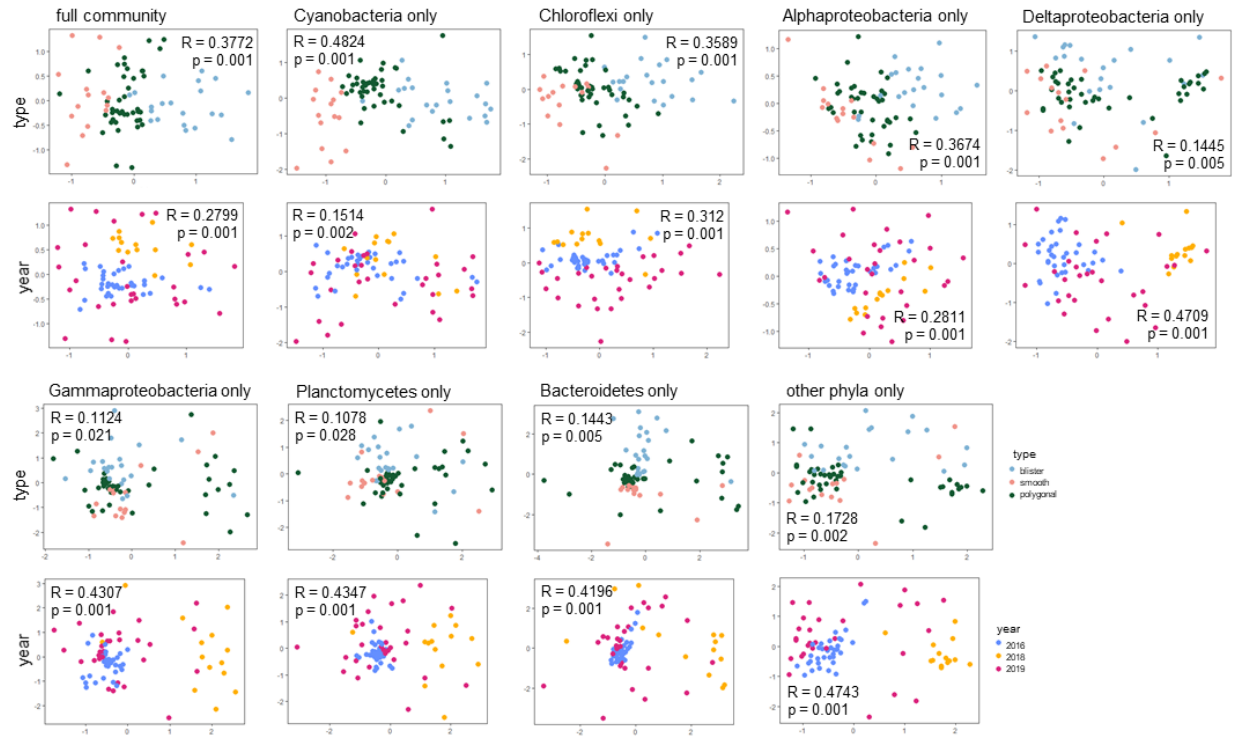 full community
Cyanobacteria only
Chloroflexi only
Alphaproteobacteria only
Deltaproteobacteria only
type
R = 0.3772
p = 0.001
R = 0.4824
p = 0.001
R = 0.3589
p = 0.001
R = 0.3674
p = 0.001
R = 0.1445
p = 0.005
year
R = 0.2799
p = 0.001
R = 0.1514
p = 0.002
R = 0.312
p = 0.001
R = 0.2811
p = 0.001
R = 0.4709
p = 0.001
Gammaproteobacteria only
Planctomycetes only
Bacteroidetes only
other phyla only
type
R = 0.1124
p = 0.021
R = 0.1078
p = 0.028
R = 0.1443
p = 0.005
R = 0.1728
p = 0.002
type
blister
smooth
polygonal
year
R = 0.4307
p = 0.001
R = 0.4347
p = 0.001
R = 0.4196
p = 0.001
R = 0.4743
p = 0.001
year
2016
2018
2019